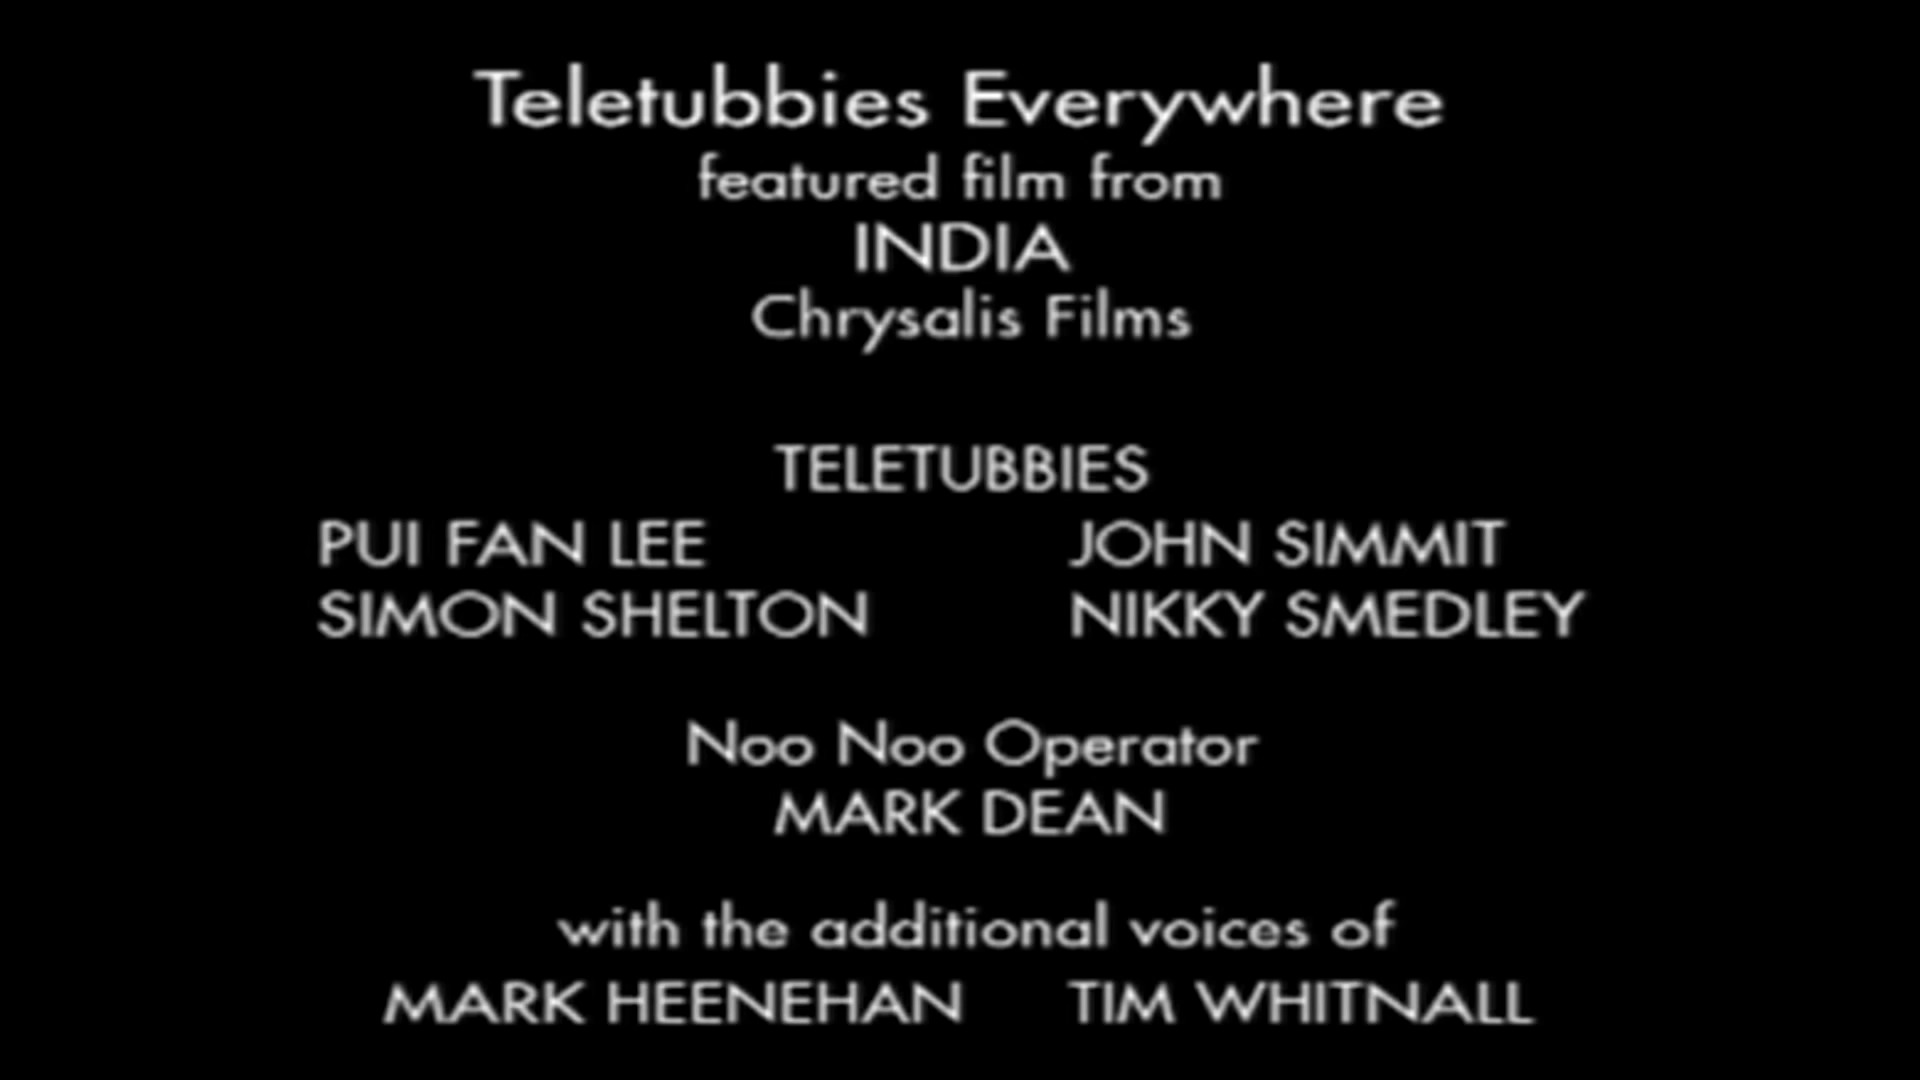 Teletubbies Everywhere
featured film from
INDIA
Chrysalis Films
TELETUBBIES
PUI FAN LEE JOHN SIMMIT
SIMON SHELTON NIKKY SMEDLEY
Noo Noo Operator
MARK DEAN
with the additional voices of
MARK HEENEHAN TIM WHITNALL